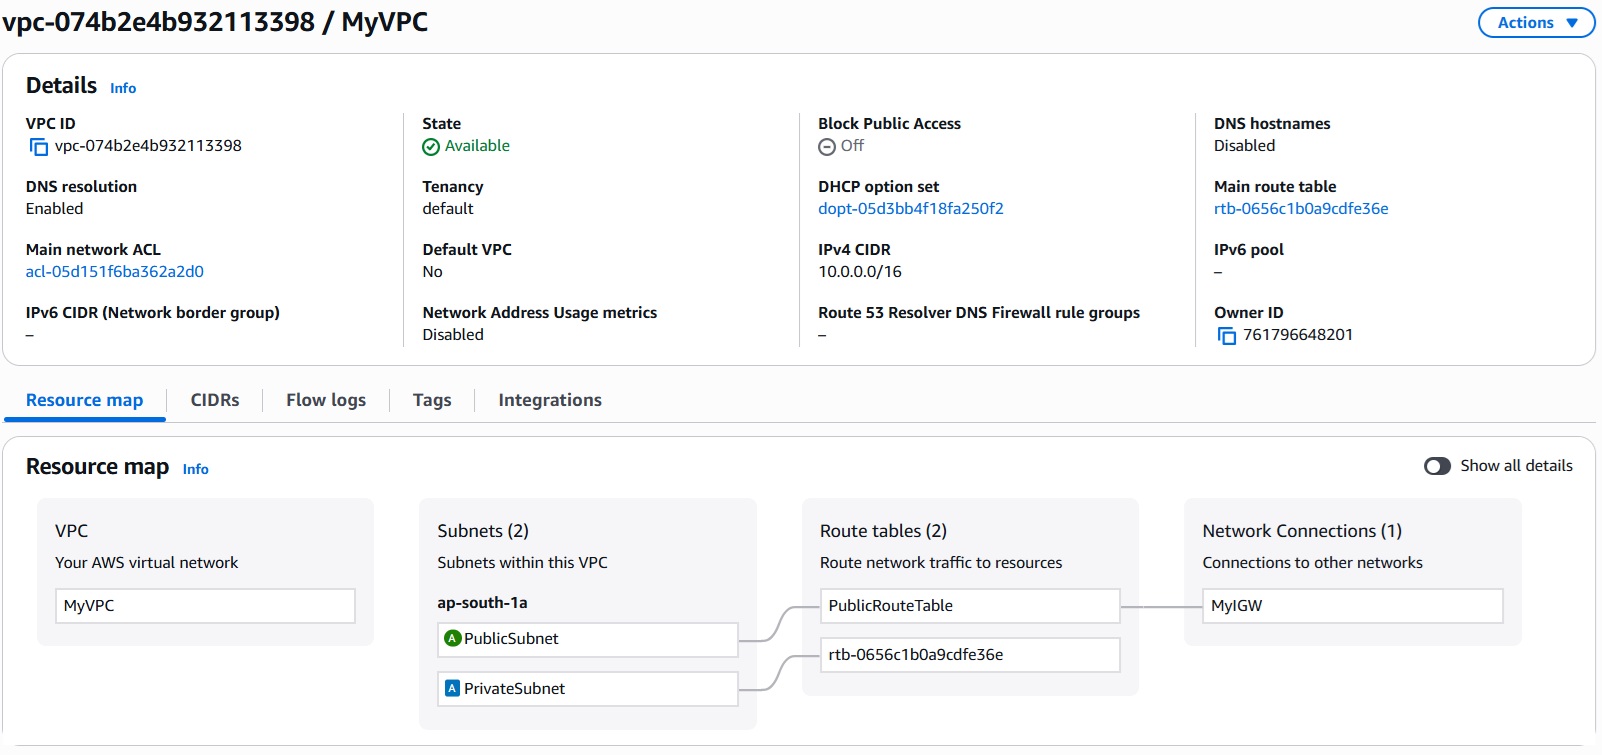 vpc-074b2e4b932113398 / MyVPC
Actions
Details Info
VPC ID
vpc-074b2e4b932113398
State
Available
Block Public Access
Off
DNS hostnames
Disabled
DNS resolution
Enabled
Tenancy
default
DHCP option set
dopt-05d3bb4f18fa250f2
Main route table
rtb-0656c1b0a9cdfe36e
Main network ACL
acl-05d151f6ba362a2d0
Default VPC
No
IPv4 CIDR
10.0.0.0/16
IPv6 pool
–
IPv6 CIDR (Network border group)
–
Network Address Usage metrics
Disabled
Route 53 Resolver DNS Firewall rule groups
–
Owner ID
761796648201
Resource map
CIDRs
Flow logs
Tags
Integrations
Resource map Info
Show all details
VPC
Your AWS virtual network
MyVPC
Subnets (2)
Subnets within this VPC
ap-south-1a
A PublicSubnet
A PrivateSubnet
Route tables (2)
Route network traffic to resources
PublicRouteTable
rtb-0656c1b0a9cdfe36e
Network Connections (1)
Connections to other networks
MyIGW